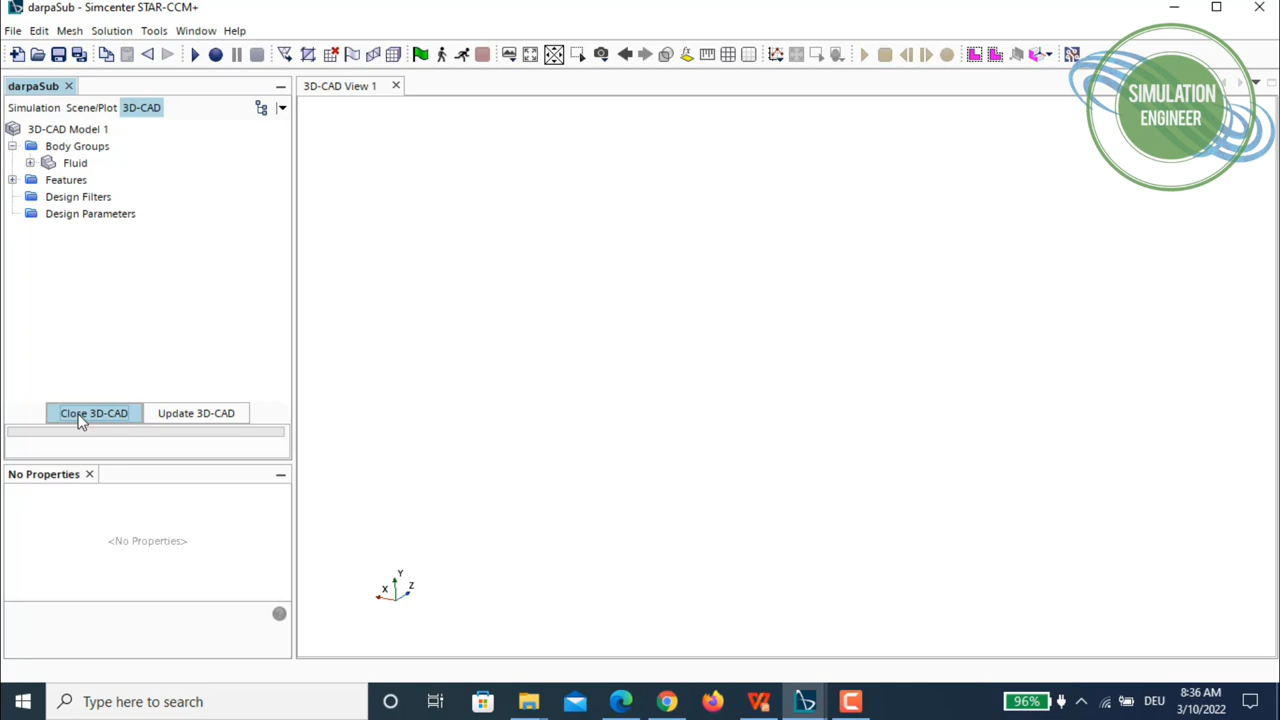 darpaSub - Simcenter STAR-CCM+
File Edit Mesh Solution Tools Window Help
darpaSub
3D-CAD View 1
Simulation Scene/Plot 3D-CAD
3D-CAD Model 1
Body Groups
Fluid
Features
Design Filters
Design Parameters
Close 3D-CAD Update 3D-CAD
No Properties
<No Properties>
Y
X
Z
SIMULATION
ENGINEER
Type here to search
96%
DEU
8:36 AM
3/10/2022